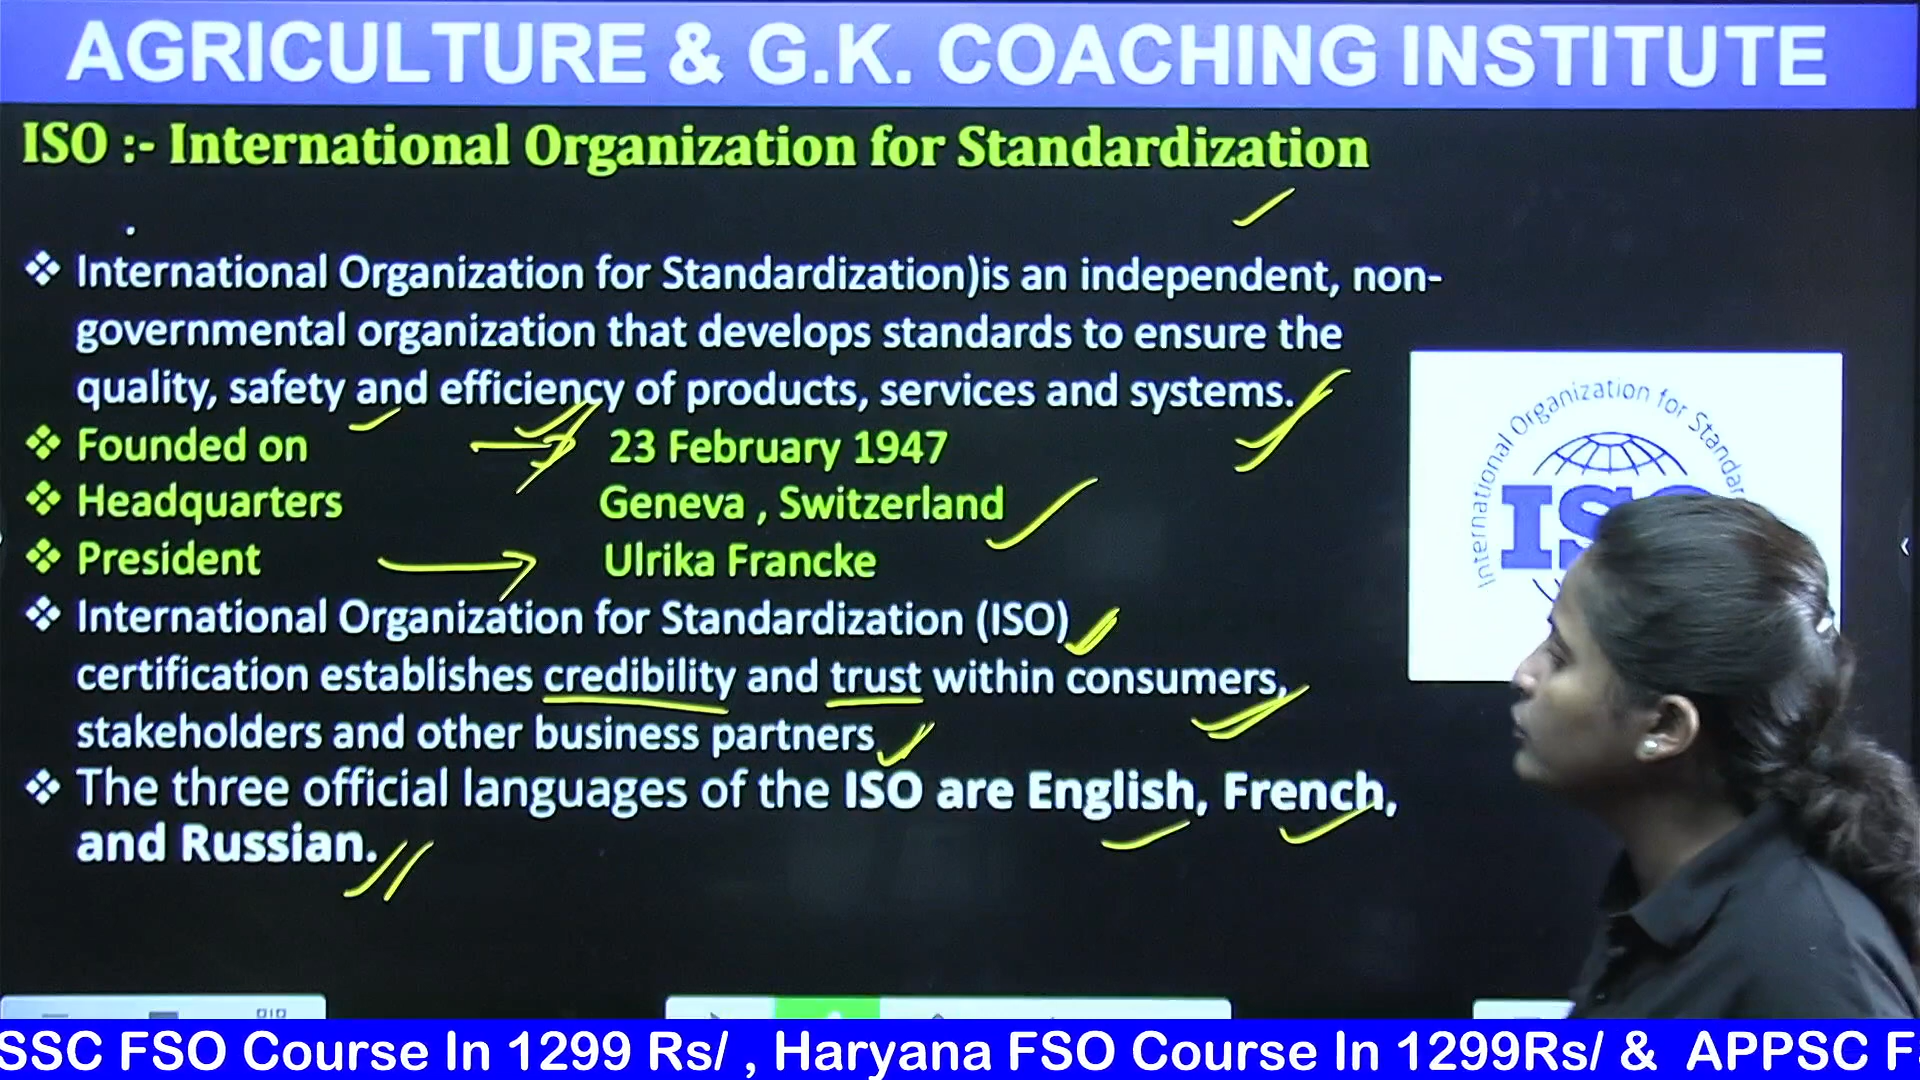 AGRICULTURE & G.K. COACHING INSTITUTE
ISO :- International Organization for Standardization
❖ International Organization for Standardization)is an independent, non-
governmental organization that develops standards to ensure the
quality, safety and efficiency of products, services and systems.
❖ Founded on 23 February 1947
❖ Headquarters Geneva , Switzerland
❖ President Ulrika Francke
❖ International Organization for Standardization (ISO)
certification establishes credibility and trust within consumers,
stakeholders and other business partners
❖ The three official languages of the ISO are English, French,
and Russian.
International Organization for Standar
IS
SSC FSO Course In 1299 Rs/ , Haryana FSO Course In 1299Rs/ & APPSC F